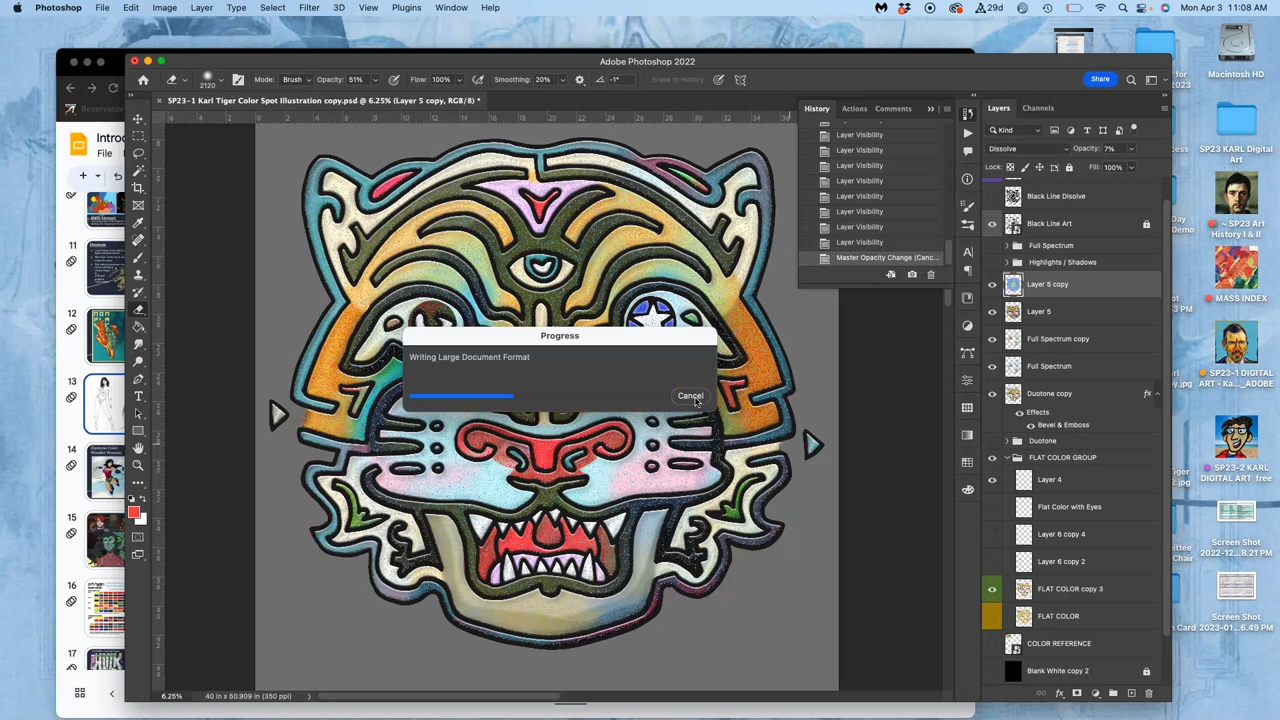 Photoshop File Edit Image Layer Type Select Filter 3D View Plugins Window Help
29d
Mon Apr 3 11:08 AM
Adobe Photoshop 2022
2120
Mode: Brush Opacity: 51% Flow: 100% Smoothing: 20% -1° Erase to History
Share
SP23-1 Karl Tiger Color Spot Illustration copy.psd @ 6.25% (Layer 5 copy, RGB/8) *
Reservation
Introd
File
11
12
13
14
15
16
17
History Actions Comments
Layer Visibility
Layer Visibility
Layer Visibility
Layer Visibility
Layer Visibility
Layer Visibility
Layer Visibility
Layer Visibility
Master Opacity Change (Canc...
Progress
Writing Large Document Format
Cancel
6.25% 40 in x 50.909 in (350 ppi)
Layers Channels
Kind
Dissolve Opacity: 7%
Lock: Fill: 100%
Black Line Disolve
Black Line Art
Full Spectrum
Highlights / Shadows
Layer 5 copy
Layer 5
Full Spectrum copy
Full Spectrum
Duotone copy fx
Effects
Bevel & Emboss
Duotone
FLAT COLOR GROUP
Layer 4
Flat Color with Eyes
Layer 6 copy 4
Layer 6 copy 2
FLAT COLOR copy 3
FLAT COLOR
COLOR REFERENCE
Blank White copy 2
Macintosh HD
SP23 KARL Digital
Art
~ SP23 Art
History I & II
MASS INDEX
SP23-1 DIGITAL
ART - Ka..._ADOBE
SP23-2 KARL
DIGITAL ART free
Screen Shot
2022-12...8.21 PM
Screen Shot
2023-01...6.49 PM